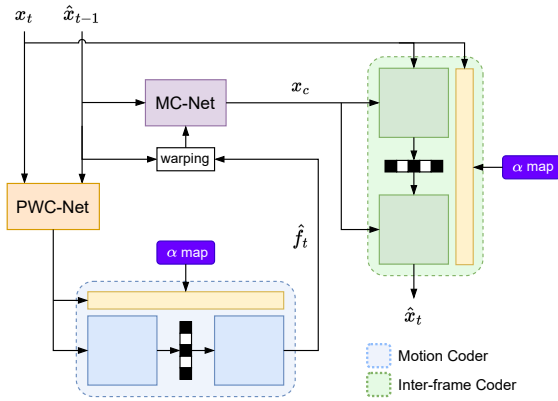 x_t
x̂_{t−1}
MC-Net
x_c
warping
α map
PWC-Net
f̂_t
α map
x̂_t
Motion Coder
Inter-frame Coder